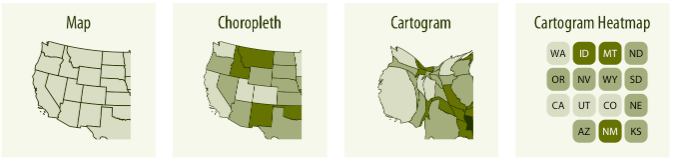 Map
Choropleth
Cartogram
Cartogram Heatmap
WA ID MT ND
OR NV WY SD
CA UT CO NE
AZ NM KS